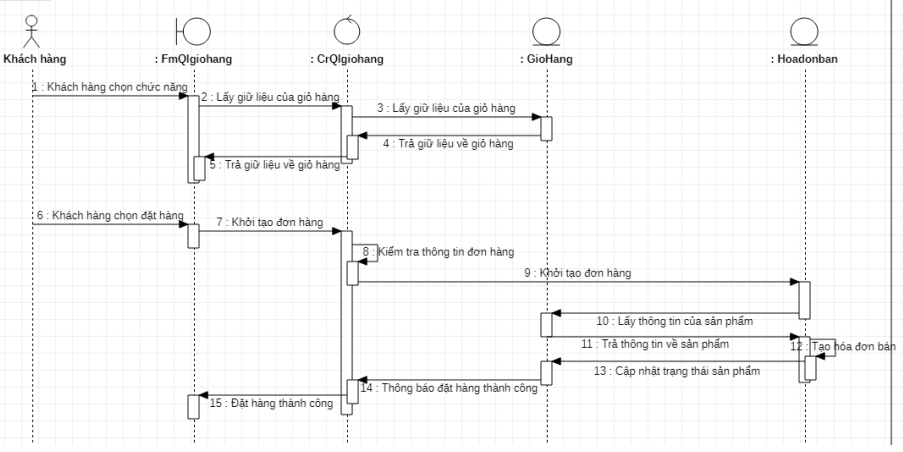 Khách hàng
: FmQlgiohang
: CrQlgiohang
: GioHang
: Hoadonban
1 : Khách hàng chọn chức năng
2 : Lấy giữ liệu của giỏ hàng
3 : Lấy giữ liệu của giỏ hàng
4 : Trả giữ liệu về giỏ hàng
5 : Trả giữ liệu về giỏ hàng
6 : Khách hàng chọn đặt hàng
7 : Khởi tạo đơn hàng
8 : Kiểm tra thông tin đơn hàng
9 : Khởi tạo đơn hàng
10 : Lấy thông tin của sản phẩm
11 : Trả thông tin về sản phẩm
12 : Tạo hóa đơn bán
13 : Cập nhật trạng thái sản phẩm
14 : Thông báo đặt hàng thành công
15 : Đặt hàng thành công